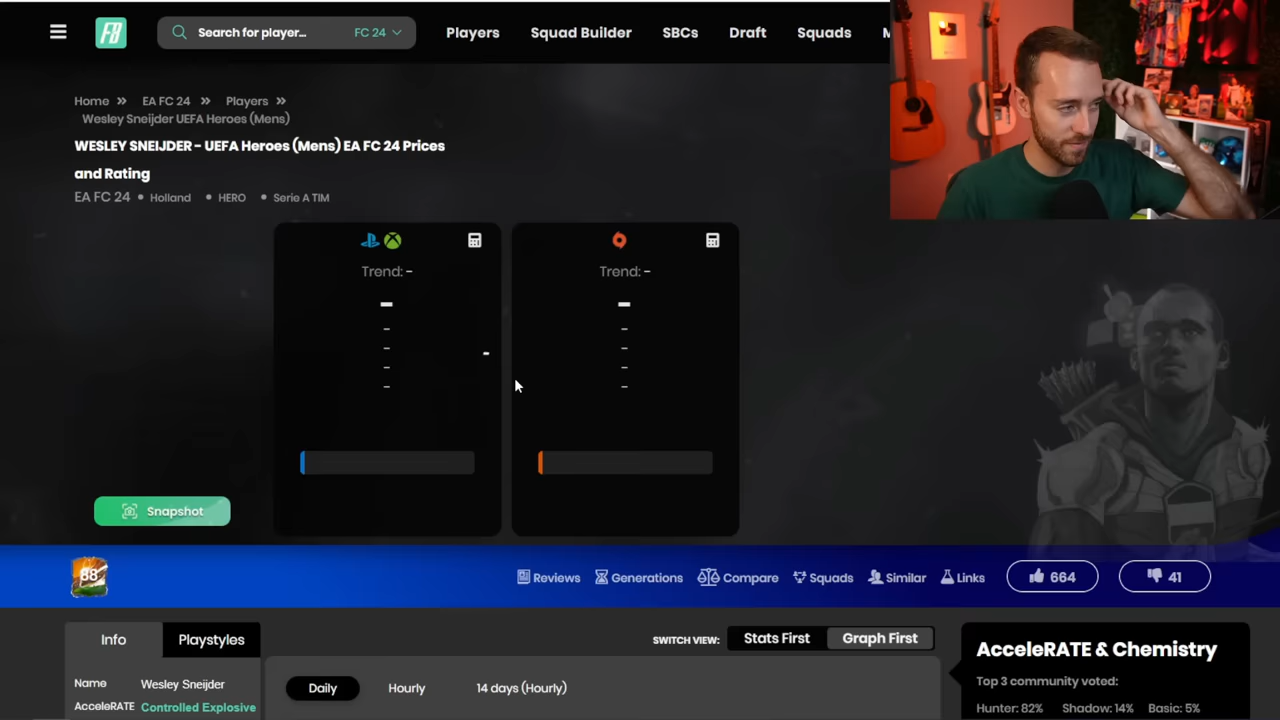 FB
Search for player...
FC 24
Players
Squad Builder
SBCs
Draft
Squads
Home » EA FC 24 » Players »
Wesley Sneijder UEFA Heroes (Mens)
WESLEY SNEIJDER - UEFA Heroes (Mens) EA FC 24 Prices
and Rating
EA FC 24 • Holland • HERO • Serie A TIM
Trend: -
-
-
-
-
-
-
Trend: -
-
-
-
-
-
Snapshot
88
Reviews
Generations
Compare
Squads
Similar
Links
664
41
Info
Playstyles
SWITCH VIEW:
Stats First
Graph First
Name Wesley Sneijder
AcceleRATE Controlled Explosive
Daily
Hourly
14 days (Hourly)
AcceleRATE & Chemistry
Top 3 community voted:
Hunter: 82% Shadow: 14% Basic: 5%